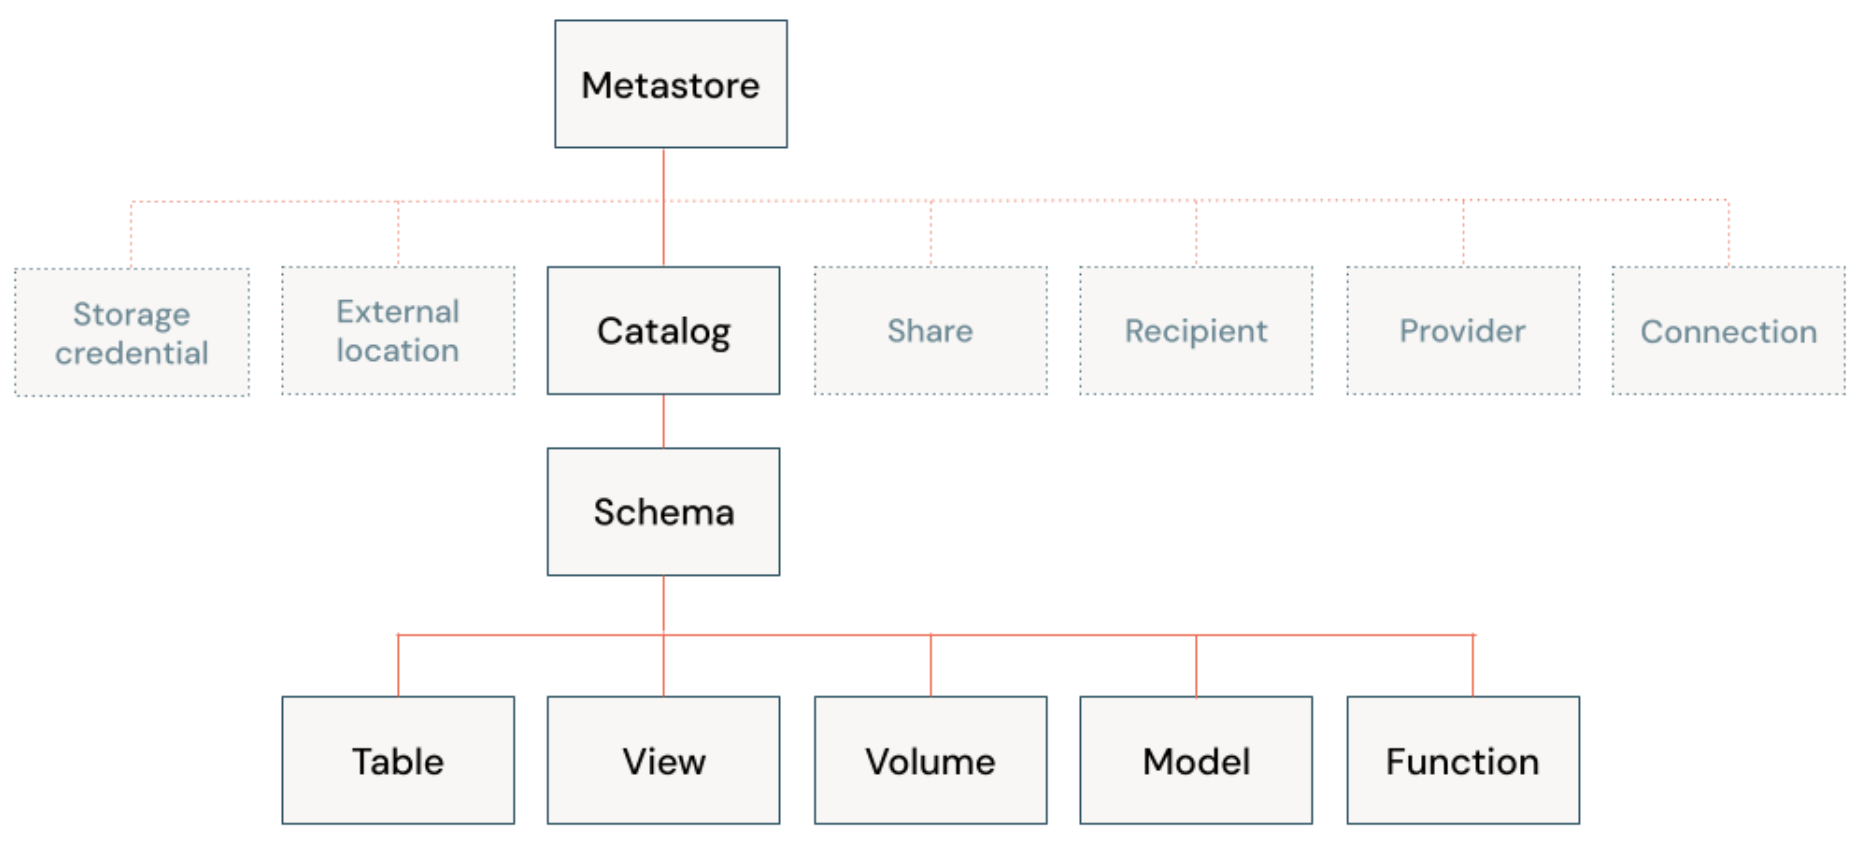 Metastore
Storage
credential
External
location
Catalog
Share
Recipient
Provider
Connection
Schema
Table
View
Volume
Model
Function